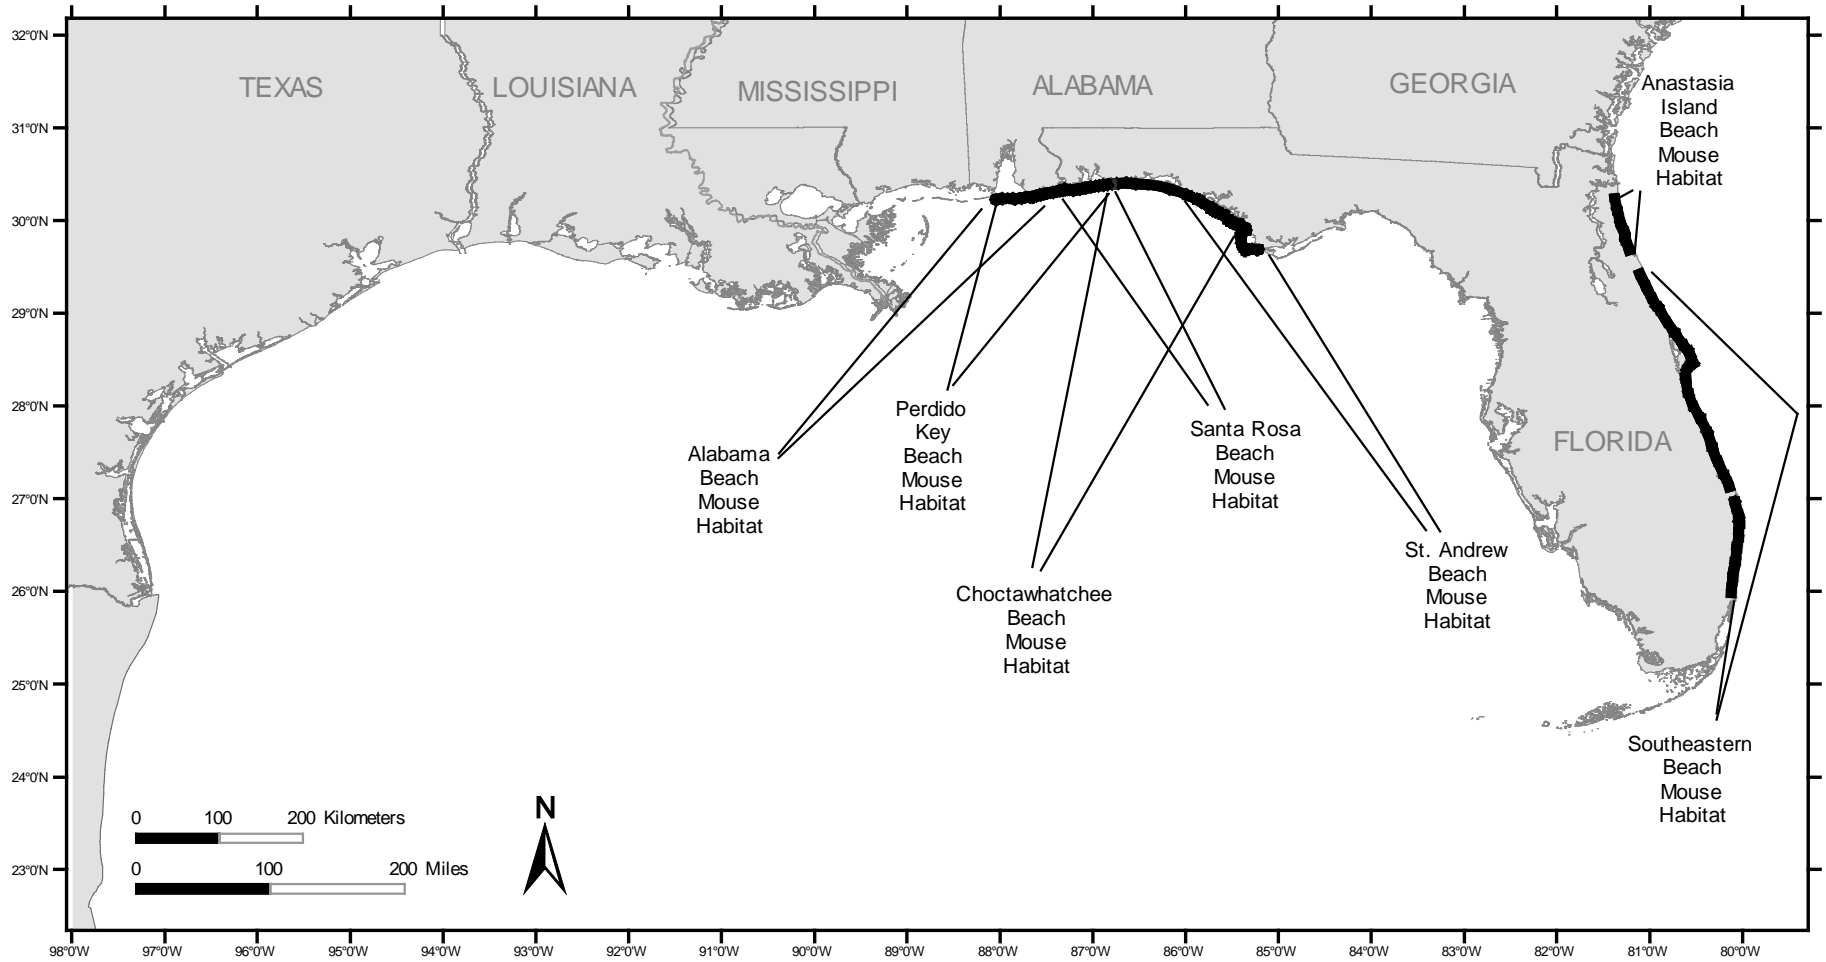 32°0'N
31°0'N
30°0'N
29°0'N
28°0'N
27°0'N
26°0'N
25°0'N
24°0'N
23°0'N
TEXAS
LOUISIANA
MISSISSIPPI
ALABAMA
GEORGIA
FLORIDA
Anastasia
Island
Beach
Mouse
Habitat
Alabama
Beach
Mouse
Habitat
Perdido
Key
Beach
Mouse
Habitat
Santa Rosa
Beach
Mouse
Habitat
Choctawhatchee
Beach
Mouse
Habitat
St. Andrew
Beach
Mouse
Habitat
Southeastern
Beach
Mouse
Habitat
0 100 200 Kilometers
0 100 200 Miles
N
98°0'W 97°0'W 96°0'W 95°0'W 94°0'W 93°0'W 92°0'W 91°0'W 90°0'W 89°0'W 88°0'W 87°0'W 86°0'W 85°0'W 84°0'W 83°0'W 82°0'W 81°0'W 80°0'W